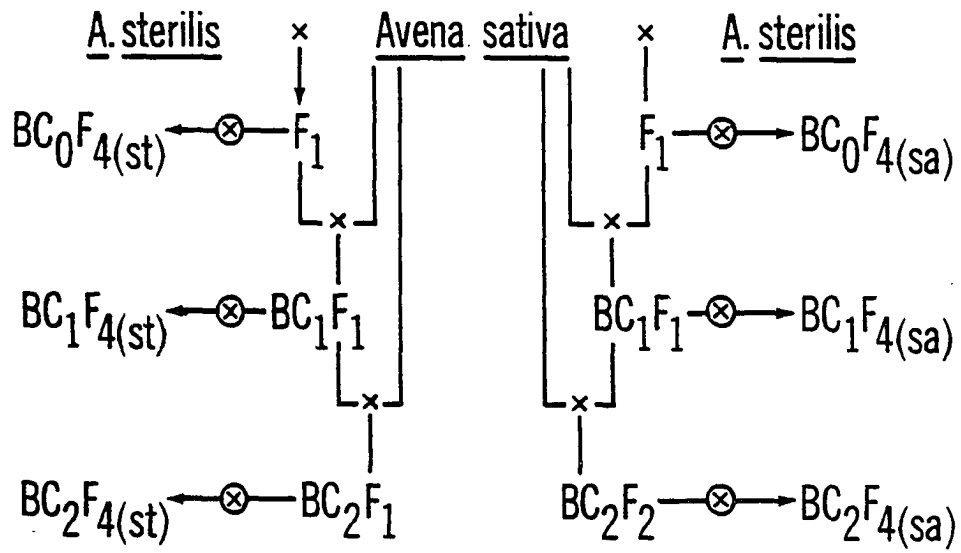 A. sterilis × Avena sativa × A. sterilis
BC₀F₄(st) ⊗ F₁ F₁ ⊗ BC₀F₄(sa)
× ×
BC₁F₄(st) ⊗ BC₁F₁ BC₁F₁ ⊗ BC₁F₄(sa)
× ×
BC₂F₄(st) ⊗ BC₂F₁ BC₂F₂ ⊗ BC₂F₄(sa)